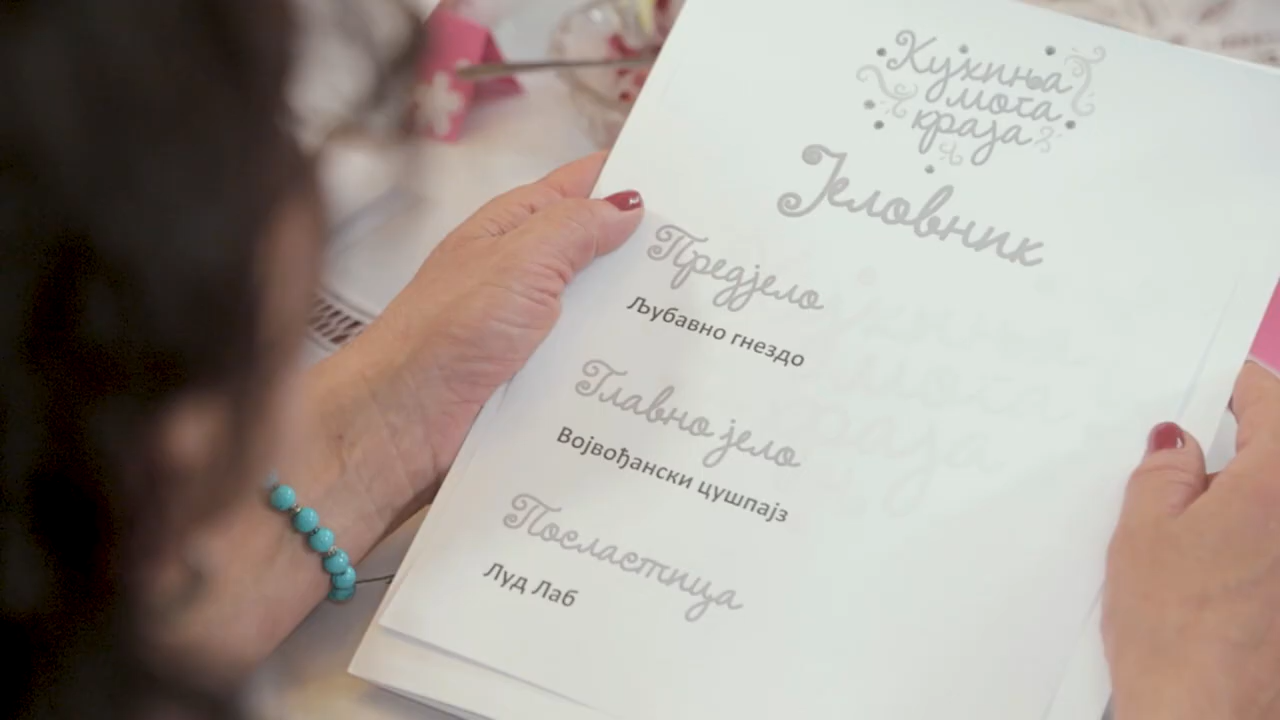 Кухиња
мога
краја
Јеловник
Предјело
Љубавно гнездо
Главно јело
Војвођански цушпајз
Посластица
Луд Лаб